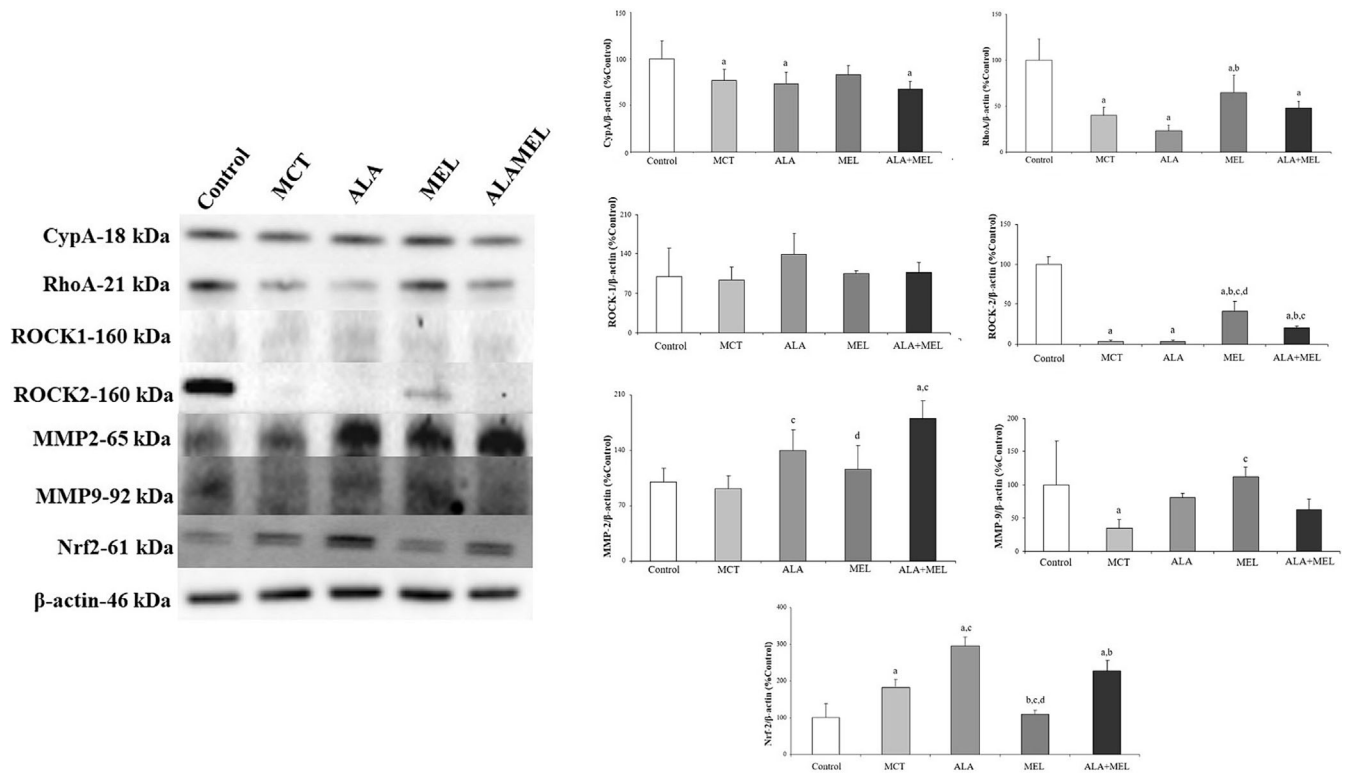 Control MCT ALA MEL ALAMEL
CypA-18 kDa
RhoA-21 kDa
ROCK1-160 kDa
ROCK2-160 kDa
MMP2-65 kDa
MMP9-92 kDa
Nrf2-61 kDa
β-actin-46 kDa
CypA/β-actin (%Control)
150
100
50
0
a a a
Control MCT ALA MEL ALA+MEL
RhoA/β-actin (%Control)
150
100
50
0
a a a,b a
Control MCT ALA MEL ALA+MEL
ROCK-1/β-actin (%Control)
210
140
70
0
Control MCT ALA MEL ALA+MEL
ROCK-2/β-actin (%Control)
150
100
50
0
a a a,b,c,d a,b,c
Control MCT ALA MEL ALA+MEL
MMP-2/β-actin (%Control)
210
140
70
0
c d a,c
Control MCT ALA MEL ALA+MEL
MMP-9/β-actin (%Control)
200
150
100
50
0
a c
Control MCT ALA MEL ALA+MEL
Nrf-2/β-actin (%Control)
400
300
200
100
0
a a,c b,c,d a,b
Control MCT ALA MEL ALA+MEL